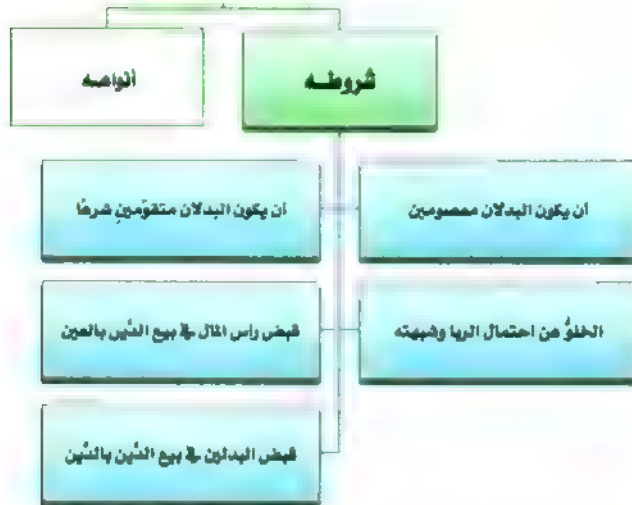 شروطه
أنواعه
أن يكون البدلان معصومين
أن يكون البدلان متقوّمينِ شرعًا
الخلوُّ عن احتمال الربا وشبهته
قبض رأس المال في بيع الدَّين بالعين
قبض البدلين في بيع الدَّين بالدَّين